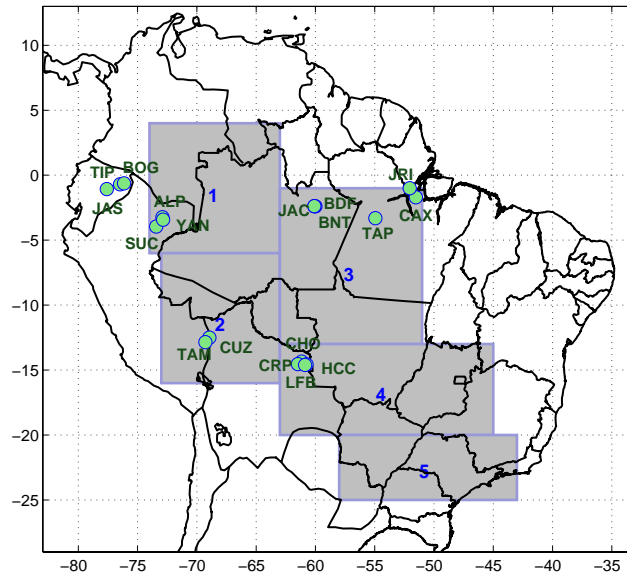 10
5
0
−5
−10
−15
−20
−25
TIP BOG
JAS
ALP
YAN
SUC
1
JRI
CAX
JAC BDF
BNT
TAP
3
2
TAM CUZ
CHO
CRP HCC
LFB
4
5
−80 −75 −70 −65 −60 −55 −50 −45 −40 −35